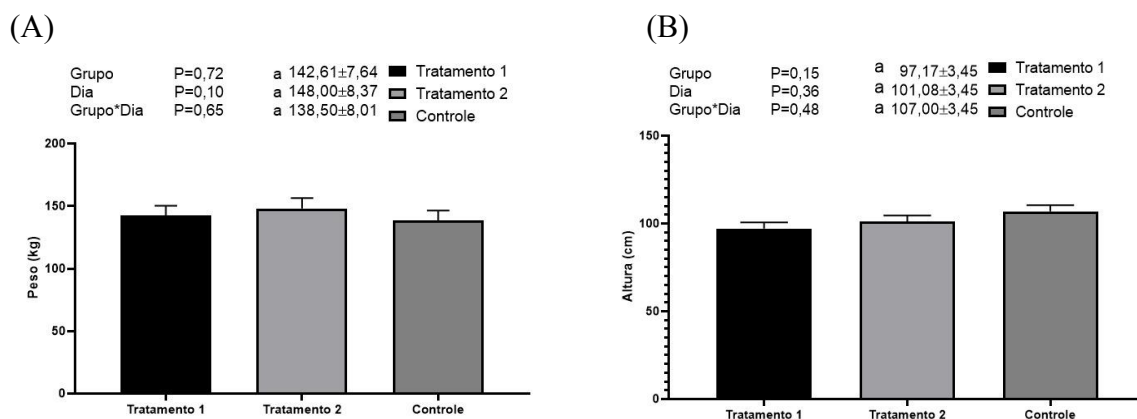 (A)
Grupo P=0,72 a 142,61±7,64 Tratamento 1
Dia P=0,10 a 148,00±8,37 Tratamento 2
Grupo*Dia P=0,65 a 138,50±8,01 Controle
200
150
100
50
0
Peso (kg)
Tratamento 1 Tratamento 2 Controle
(B)
Grupo P=0,15 a 97,17±3,45 Tratamento 1
Dia P=0,36 a 101,08±3,45 Tratamento 2
Grupo*Dia P=0,48 a 107,00±3,45 Controle
150
100
50
0
Altura (cm)
Tratamento 1 Tratamento 2 Controle